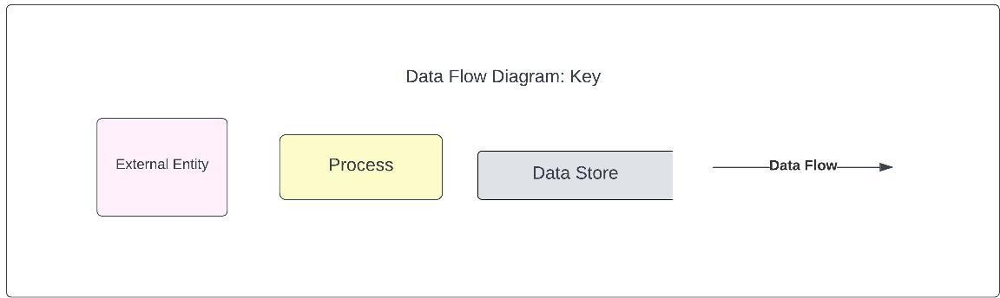 Data Flow Diagram: Key
External Entity
Process
Data Store
Data Flow